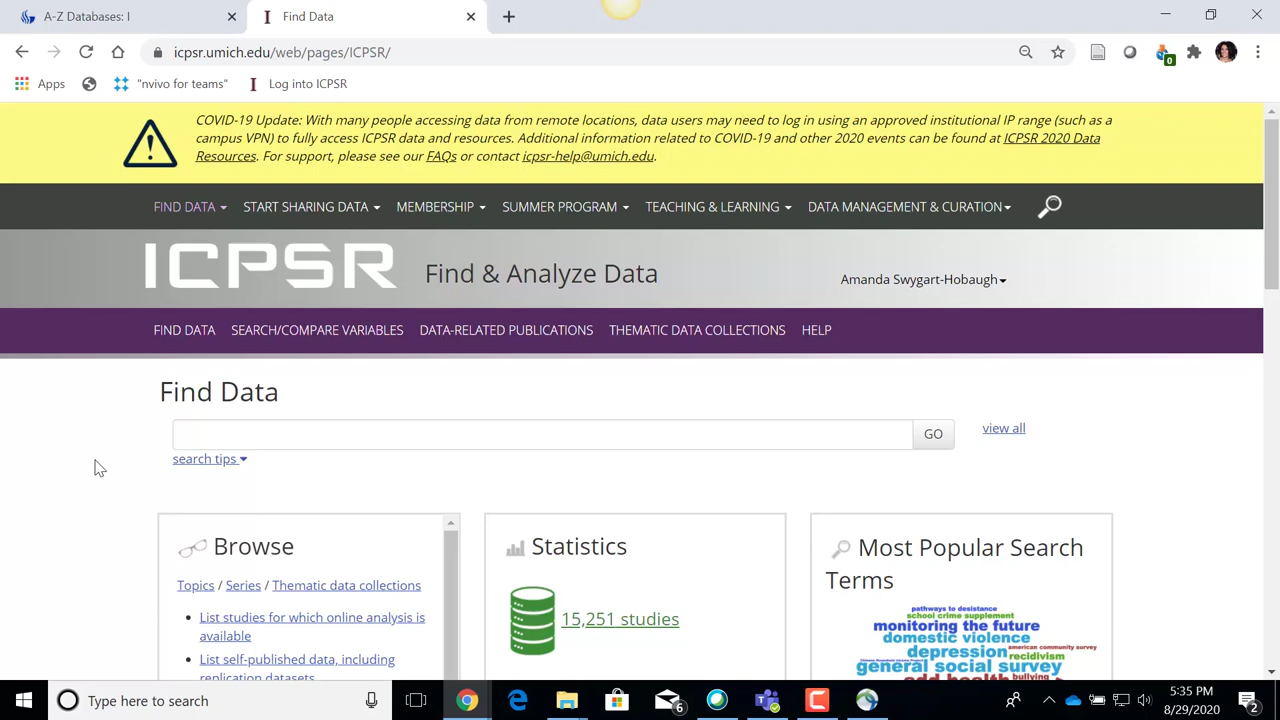 A-Z Databases: I
Find Data
icpsr.umich.edu/web/pages/ICPSR/
0
Apps
"nvivo for teams"
Log into ICPSR
COVID-19 Update: With many people accessing data from remote locations, data users may need to log in using an approved institutional IP range (such as a
campus VPN) to fully access ICPSR data and resources. Additional information related to COVID-19 and other 2020 events can be found at ICPSR 2020 Data
Resources. For support, please see our FAQs or contact icpsr-help@umich.edu.
FIND DATA START SHARING DATA MEMBERSHIP SUMMER PROGRAM TEACHING & LEARNING DATA MANAGEMENT & CURATION
ICPSR Find & Analyze Data Amanda Swygart-Hobaugh
FIND DATA SEARCH/COMPARE VARIABLES DATA-RELATED PUBLICATIONS THEMATIC DATA COLLECTIONS HELP
Find Data
GO view all
search tips
Browse
Topics / Series / Thematic data collections
List studies for which online analysis is
available
List self-published data, including
replication datasets
Statistics
15,251 studies
Most Popular Search
Terms
pathways to desistance
school crime supplement
monitoring the future
domestic violence
american community survey
depression recidivism
general social survey
add health bullying
Type here to search
6
5:35 PM
8/29/2020
2